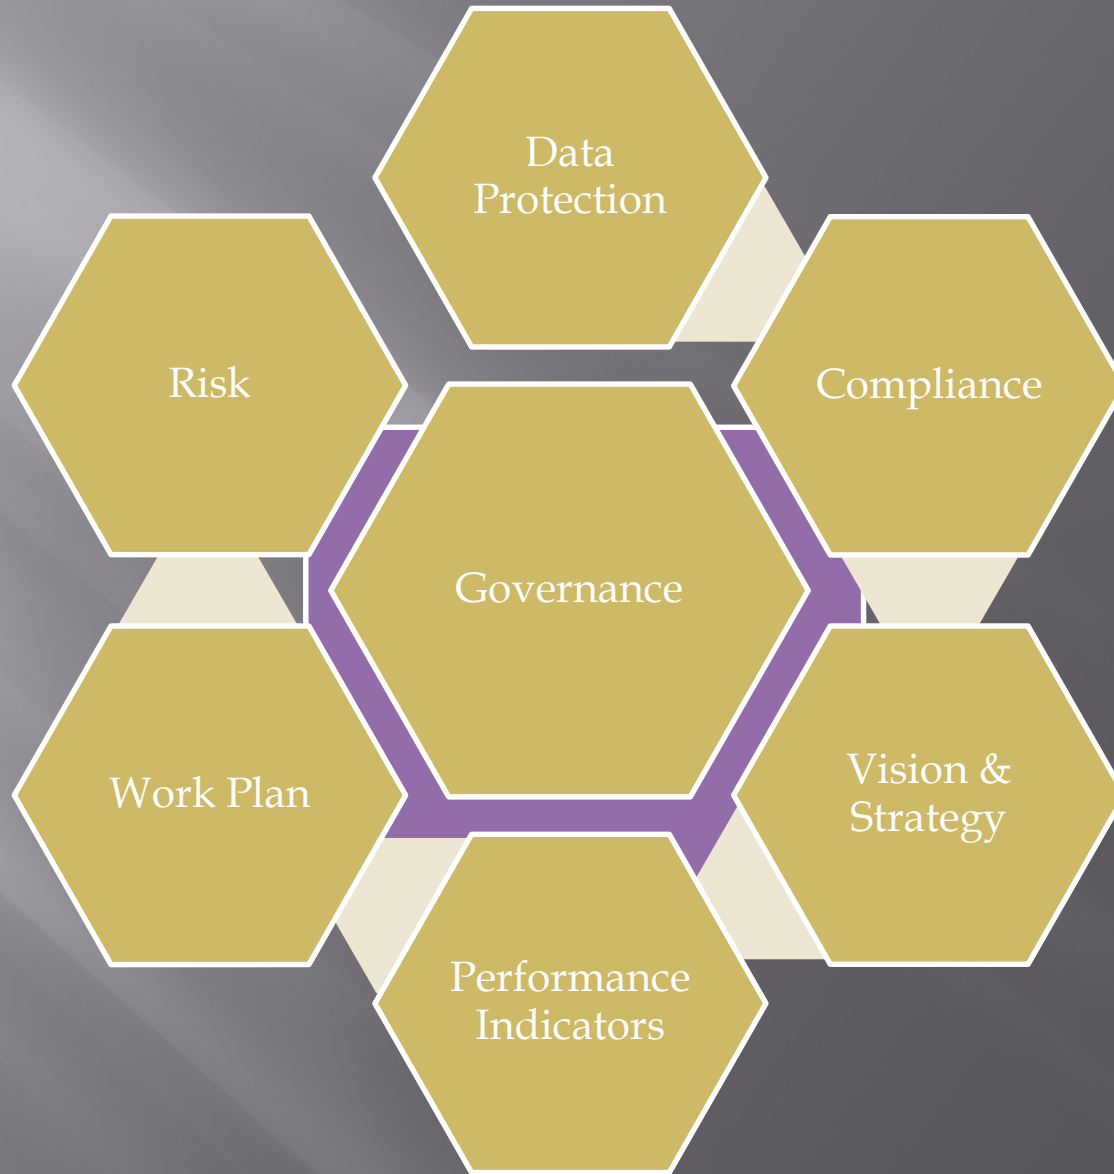 Data
Protection
Risk
Compliance
Governance
Work Plan
Vision &
Strategy
Performance
Indicators